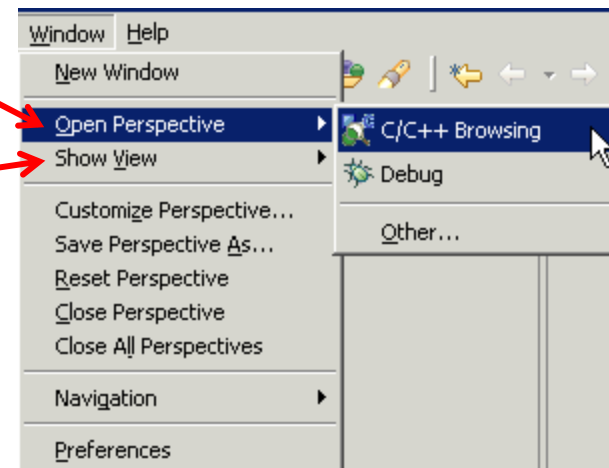 Window Help
New Window
Open Perspective
Show View
Customize Perspective...
Save Perspective As...
Reset Perspective
Close Perspective
Close All Perspectives
Navigation
Preferences
C/C++ Browsing
Debug
Other...